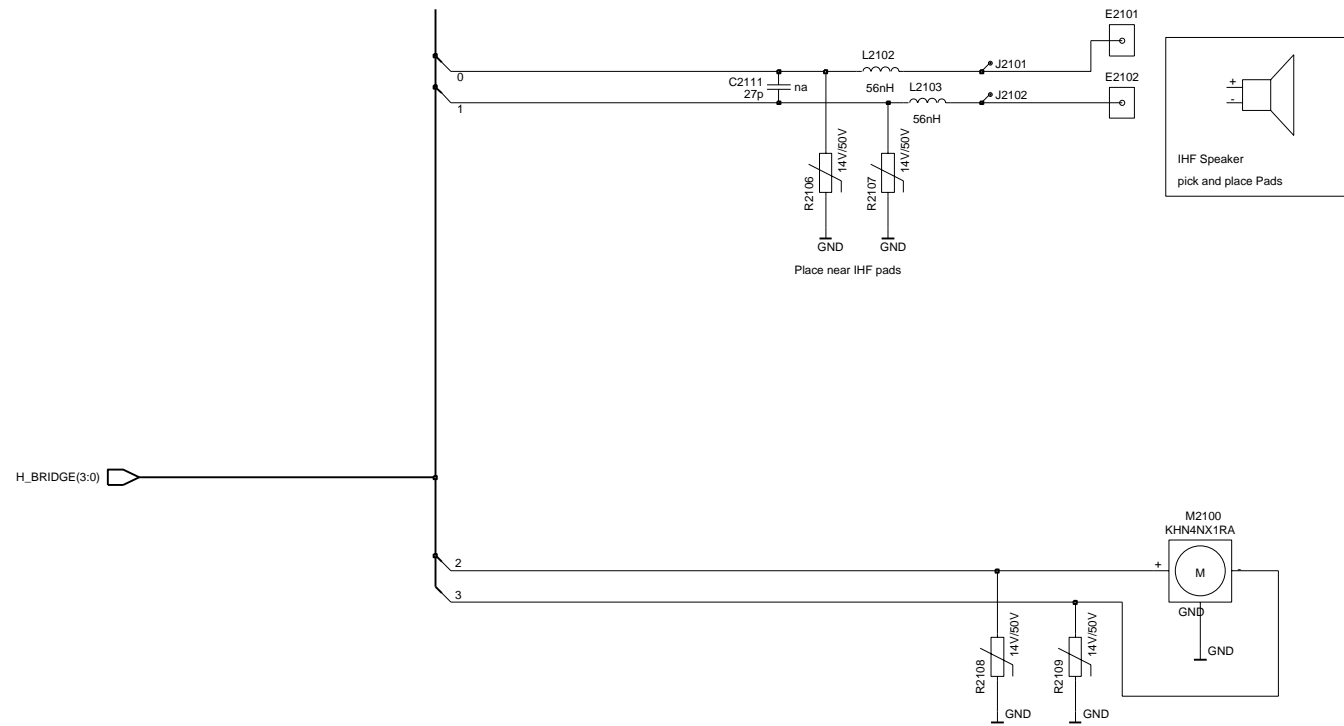 E2101
L2102
J2101
0
C2111
27p
na
56nH
L2103
E2102
J2102
1
56nH
+
-
IHF Speaker
pick and place Pads
R2106
14V/50V
R2107
14V/50V
GND
GND
Place near IHF pads
H_BRIDGE(3:0)
M2100
KHN4NX1RA
2
+
M
-
3
GND
GND
R2108
14V/50V
R2109
14V/50V
GND
GND